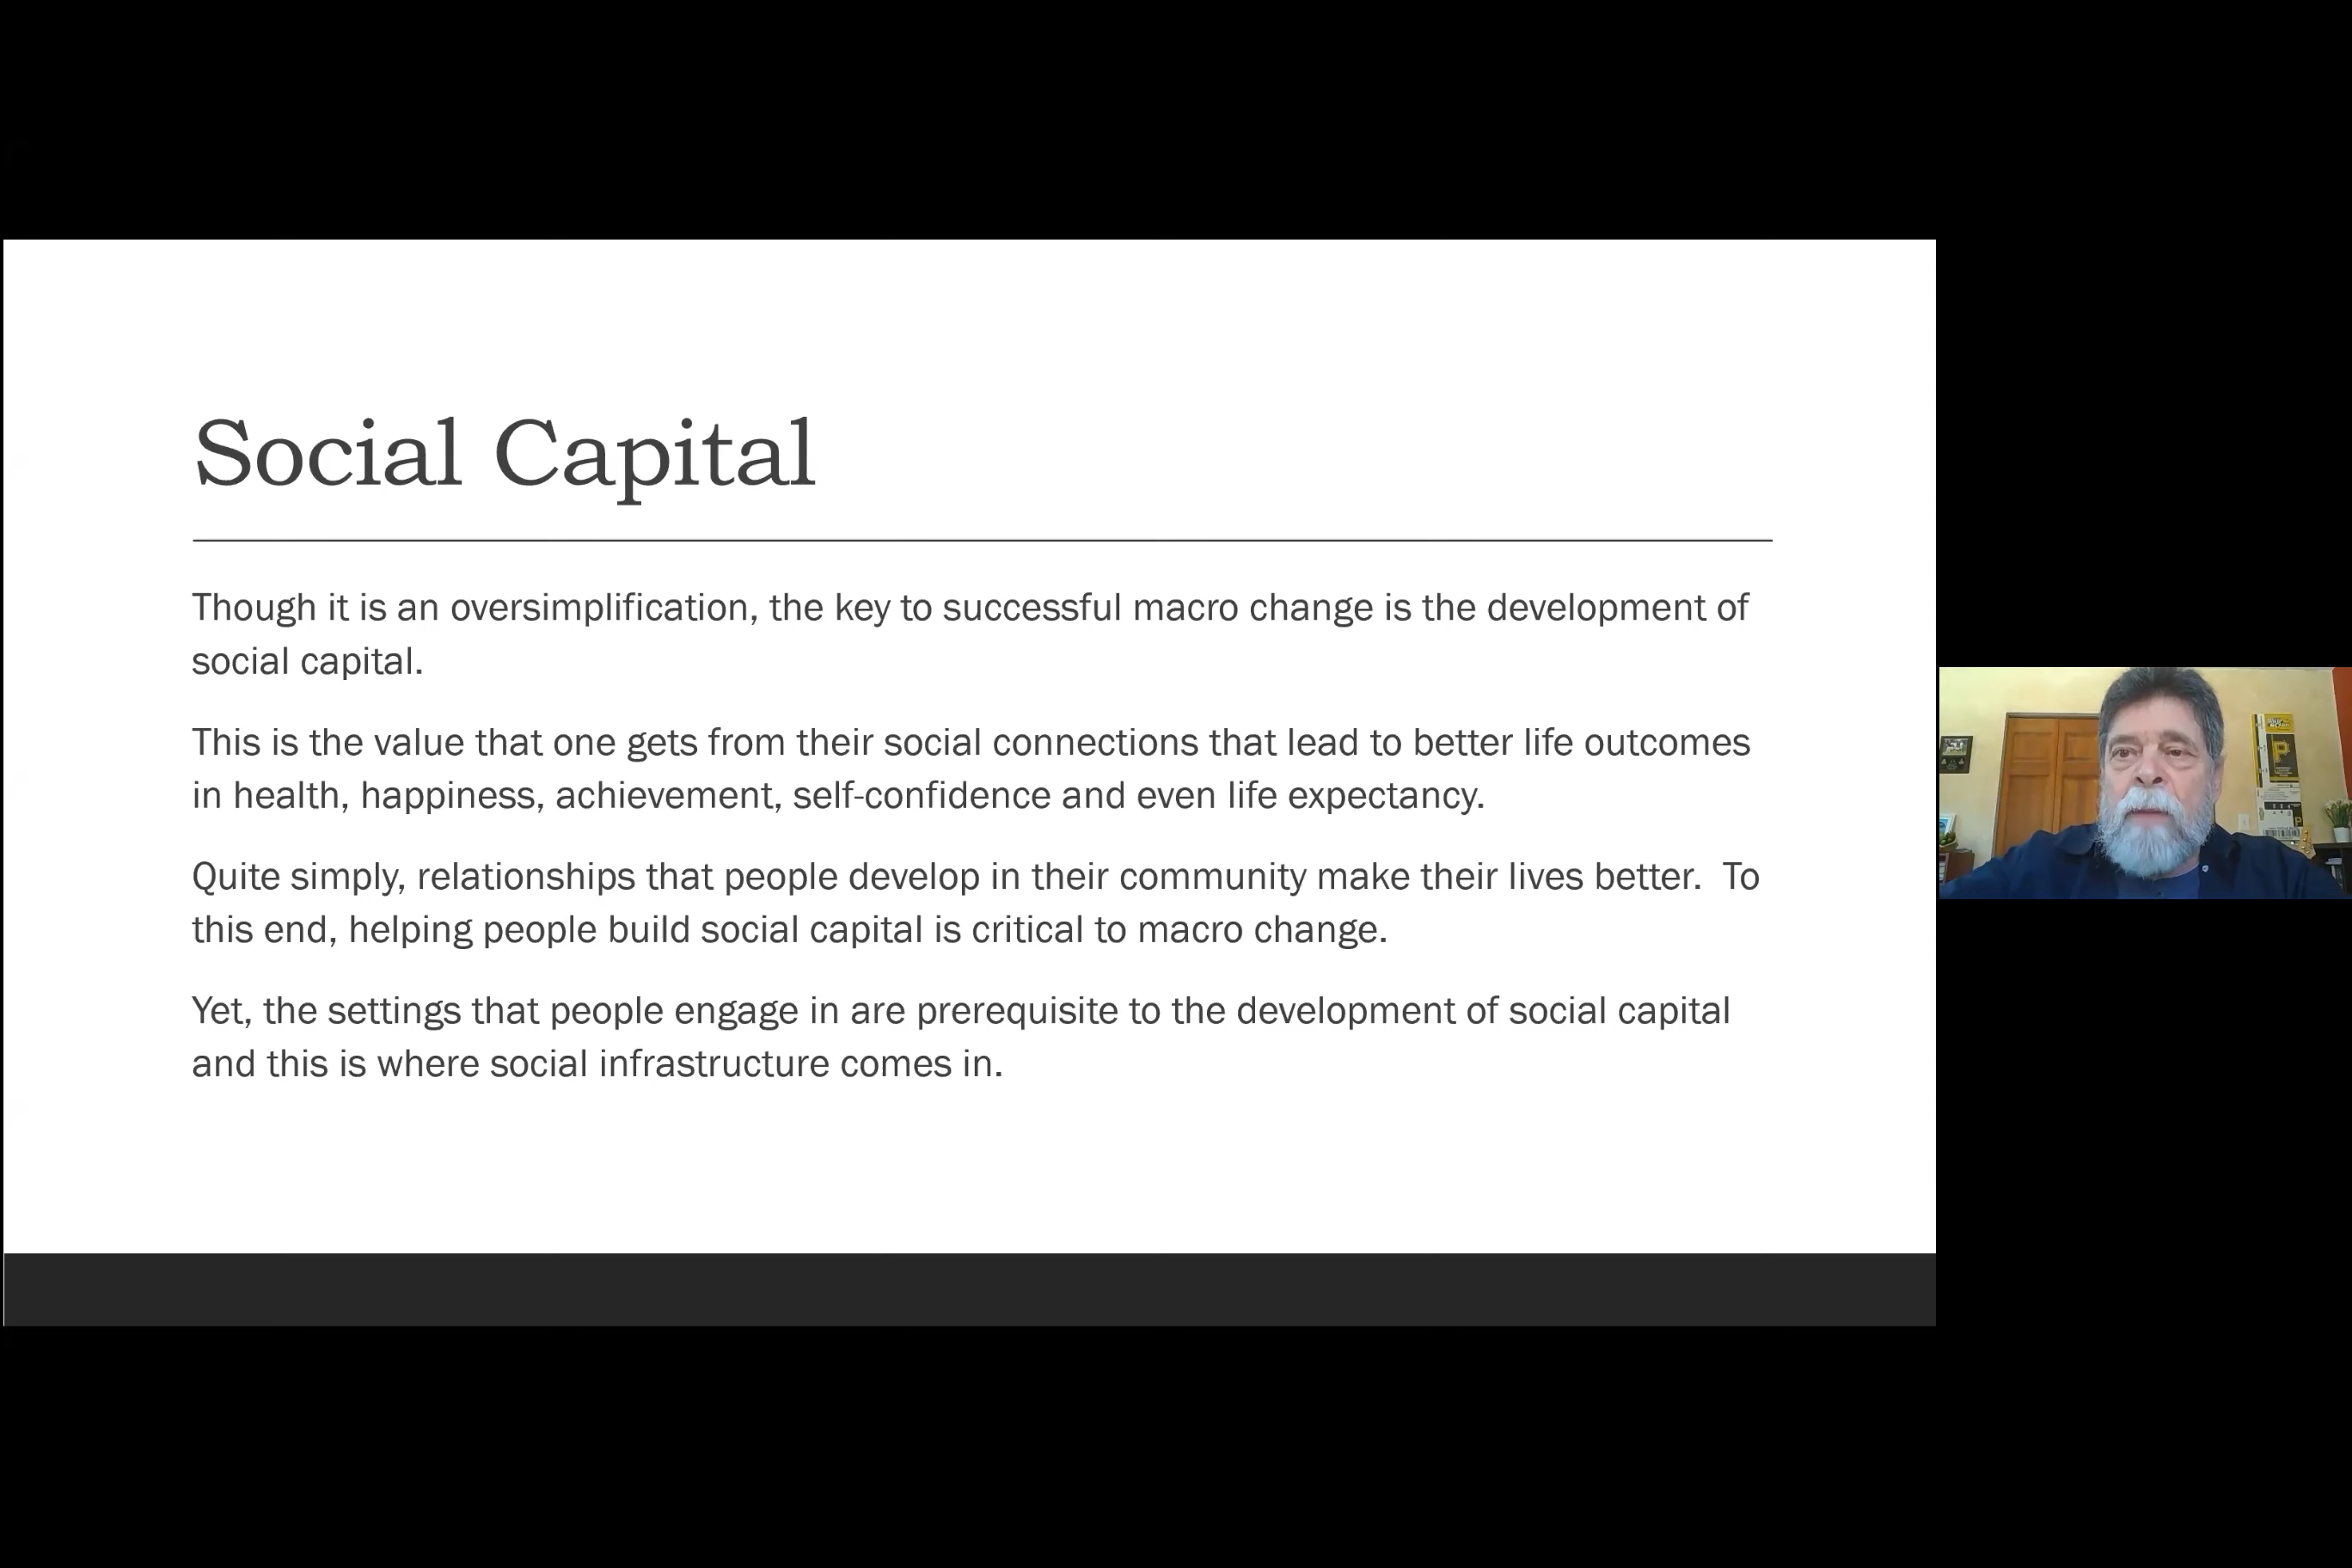 Social Capital
Though it is an oversimplification, the key to successful macro change is the development of
social capital.
This is the value that one gets from their social connections that lead to better life outcomes
in health, happiness, achievement, self-confidence and even life expectancy.
Quite simply, relationships that people develop in their community make their lives better.  To
this end, helping people build social capital is critical to macro change.
Yet, the settings that people engage in are prerequisite to the development of social capital
and this is where social infrastructure comes in.
P